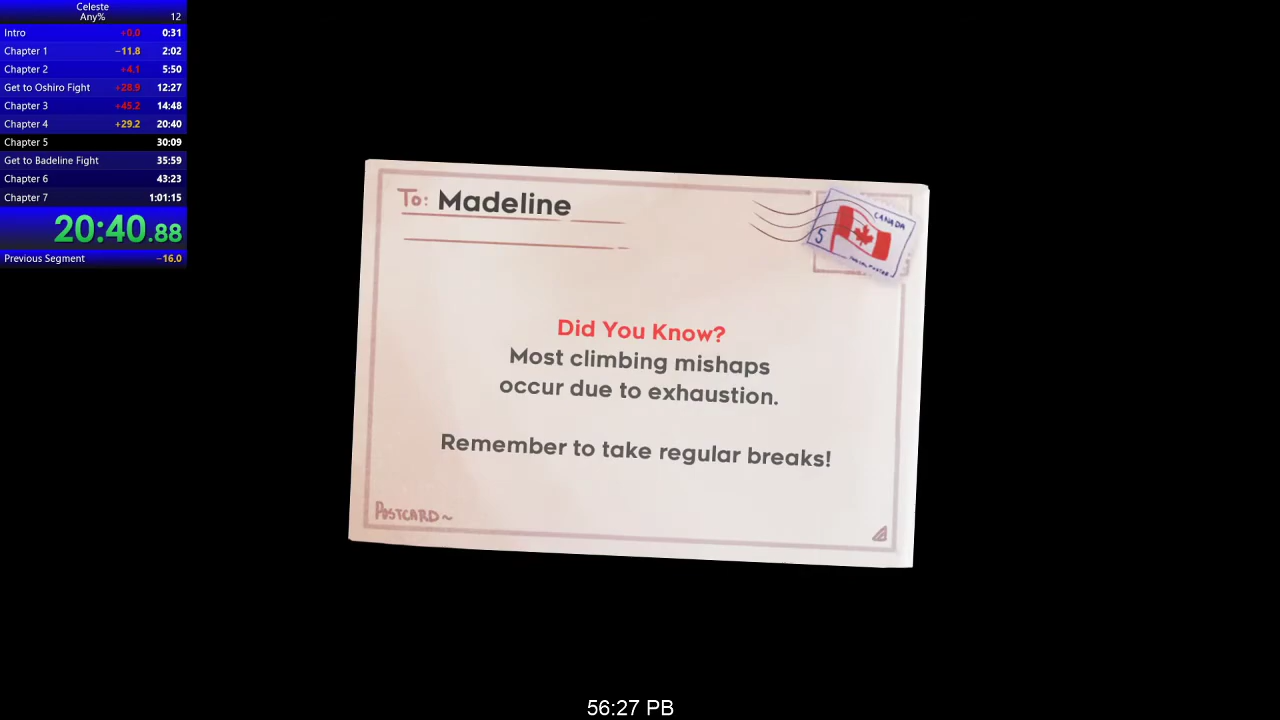 Celeste
Any% 12
Intro +0.0 0:31
Chapter 1 −11.8 2:02
Chapter 2 +4.1 5:50
Get to Oshiro Fight +28.9 12:27
Chapter 3 +45.2 14:48
Chapter 4 +29.2 20:40
Chapter 5 30:09
Get to Badeline Fight 35:59
Chapter 6 43:23
Chapter 7 1:01:15
20:40.88
Previous Segment −16.0
To: Madeline
CANADA
5
Did You Know?
Most climbing mishaps
occur due to exhaustion.
Remember to take regular breaks!
POSTCARD~
56:27 PB